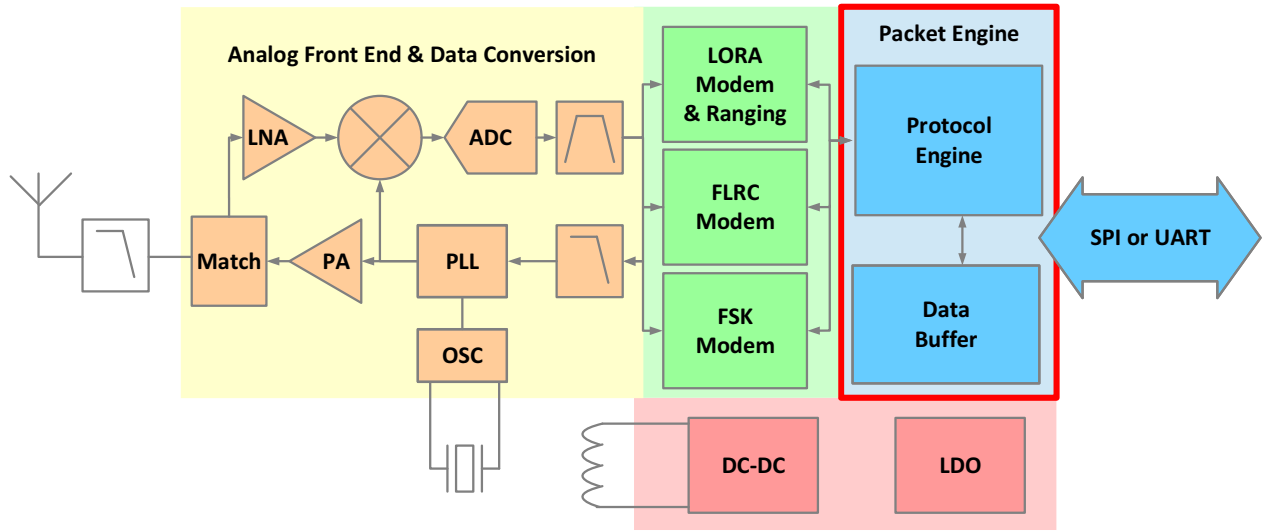 Analog Front End & Data Conversion
LNA
ADC
Match
PA
PLL
OSC
LORA
Modem
& Ranging
FLRC
Modem
FSK
Modem
Packet Engine
Protocol
Engine
Data
Buffer
SPI or UART
DC-DC
LDO